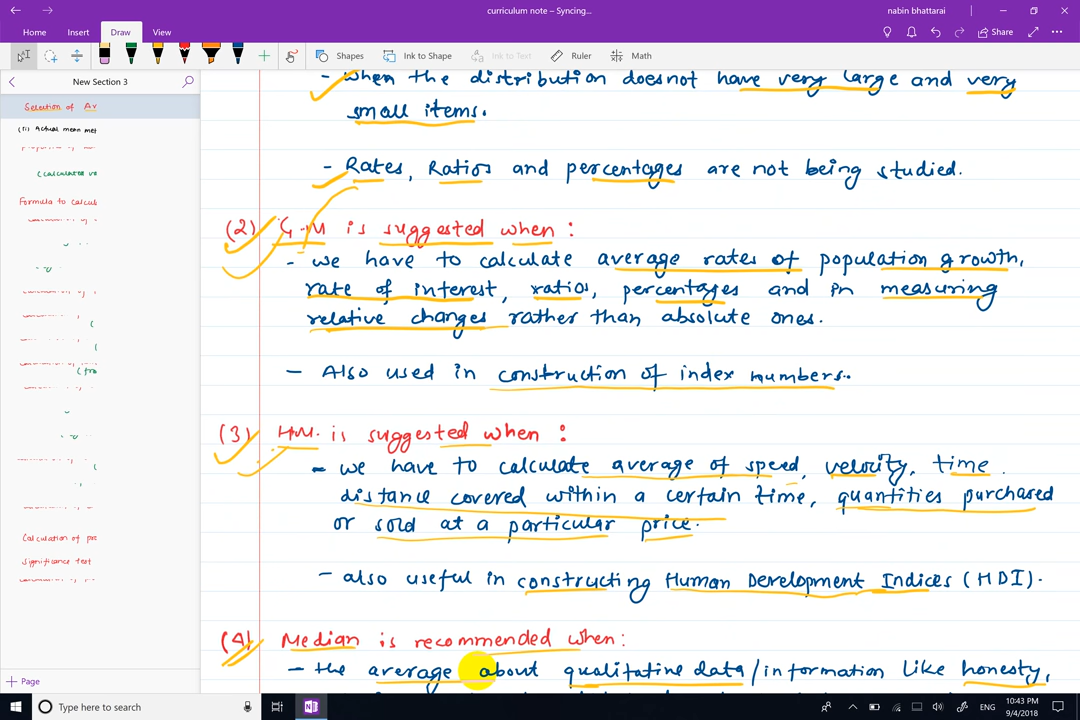 curriculum note - Syncing...
nabin bhattarai
Home Insert Draw View
Share
Shapes Ink to Shape Ink to Text Ruler Math
New Section 3
Selection of Av
(ii) Actual mean met
(calculated va
Formula to calcul
Calculation of pr
Significance test
+ Page
- When the distribution doesnot have very large and very
small items.
- Rates, Ratios and percentages are not being studied.
(2) G.M is suggested when :
- we have to calculate average rates of population growth,
rate of interest, ratios, percentages and in measuring
relative changes rather than absolute ones.
- Also used in construction of index numbers..
(3) H.M. is suggested when :
- we have to calculate average of speed, velocity, time
distance covered within a certain time, quantities purchased
or sold at a particular price.
- also useful in constructing Human Development Indices (HDI).
(4) Median is recommended when:
- the average about qualitative data/information like honesty,
Type here to search
ENG
10:43 PM
9/4/2018